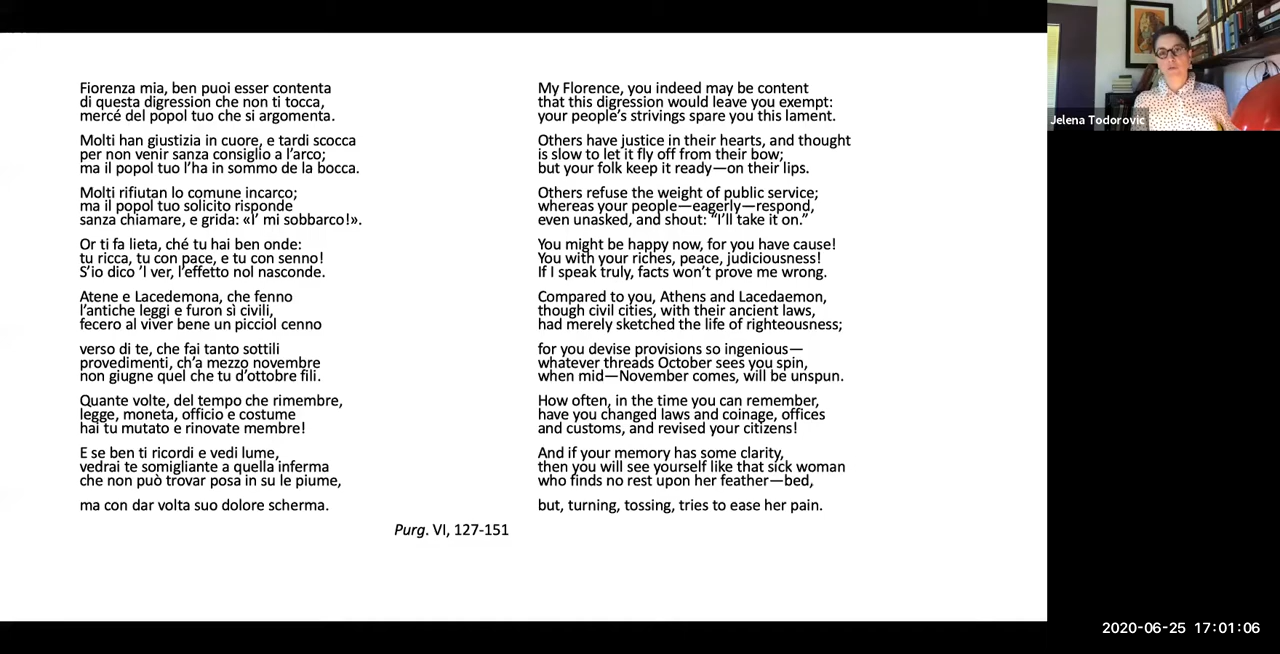 Fiorenza mia, ben puoi esser contenta
di questa digression che non ti tocca,
mercé del popol tuo che si argomenta.
Molti han giustizia in cuore, e tardi scocca
per non venir sanza consiglio a l’arco;
ma il popol tuo l’ha in sommo de la bocca.
Molti rifiutan lo comune incarco;
ma il popol tuo solicito risponde
sanza chiamare, e grida: «I’ mi sobbarco!».
Or ti fa lieta, ché tu hai ben onde:
tu ricca, tu con pace, e tu con senno!
S’io dico ’l ver, l’effetto nol nasconde.
Atene e Lacedemona, che fenno
l’antiche leggi e furon sì civili,
fecero al viver bene un picciol cenno
verso di te, che fai tanto sottili
provedimenti, ch’a mezzo novembre
non giugne quel che tu d’ottobre fili.
Quante volte, del tempo che rimembre,
legge, moneta, officio e costume
hai tu mutato e rinovate membre!
E se ben ti ricordi e vedi lume,
vedrai te somigliante a quella inferma
che non può trovar posa in su le piume,
ma con dar volta suo dolore scherma.
My Florence, you indeed may be content
that this digression would leave you exempt:
your people’s strivings spare you this lament.
Others have justice in their hearts, and thought
is slow to let it fly off from their bow;
but your folk keep it ready—on their lips.
Others refuse the weight of public service;
whereas your people—eagerly—respond,
even unasked, and shout: “I’ll take it on.”
You might be happy now, for you have cause!
You with your riches, peace, judiciousness!
If I speak truly, facts won’t prove me wrong.
Compared to you, Athens and Lacedaemon,
though civil cities, with their ancient laws,
had merely sketched the life of righteousness;
for you devise provisions so ingenious—
whatever threads October sees you spin,
when mid—November comes, will be unspun.
How often, in the time you can remember,
have you changed laws and coinage, offices
and customs, and revised your citizens!
And if your memory has some clarity,
then you will see yourself like that sick woman
who finds no rest upon her feather—bed,
but, turning, tossing, tries to ease her pain.
Purg. VI, 127-151
Jelena Todorovic
2020-06-25 17:01:06